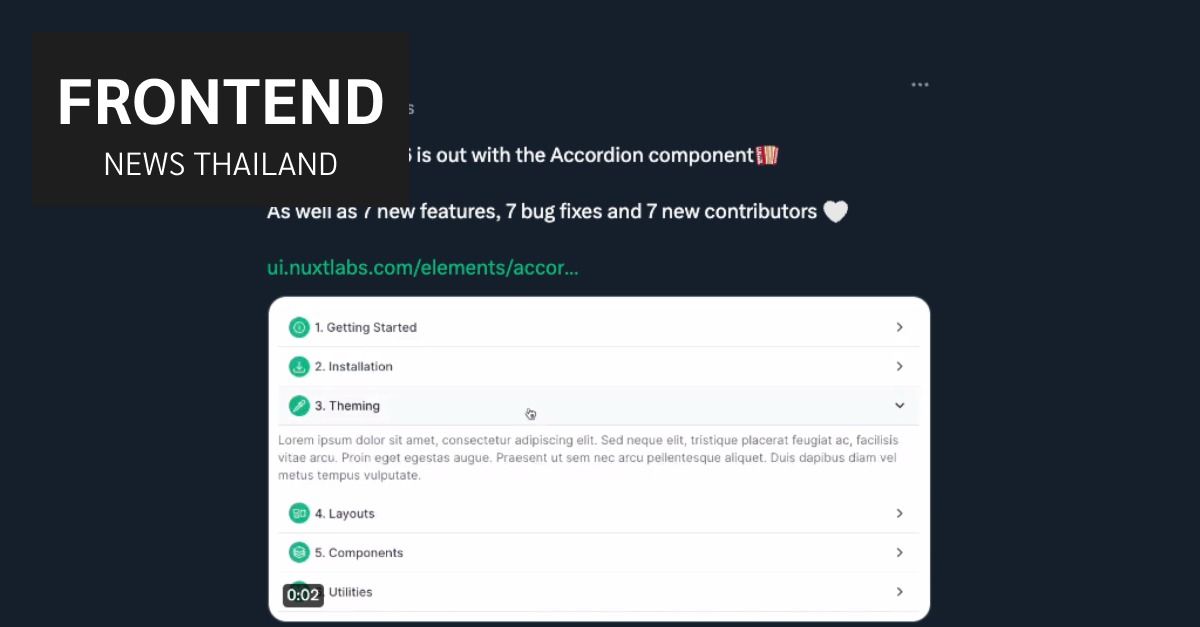 FRONTEND
NEWS THAILAND
s
6 is out with the Accordion component🪗
As well as 7 new features, 7 bug fixes and 7 new contributors 🤍
ui.nuxtlabs.com/elements/accor...
1. Getting Started
2. Installation
3. Theming
Lorem ipsum dolor sit amet, consectetur adipiscing elit. Sed neque elit, tristique placerat feugiat ac, facilisis
vitae arcu. Proin eget egestas augue. Praesent ut sem nec arcu pellentesque aliquet. Duis dapibus diam vel
metus tempus vulputate.
4. Layouts
5. Components
Utilities
0:02